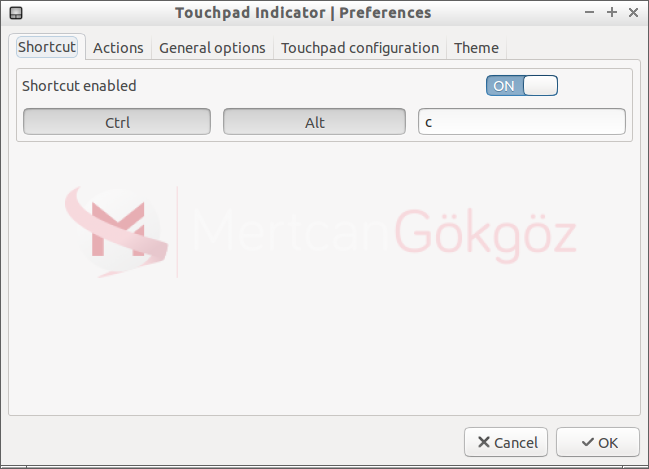 Touchpad Indicator | Preferences
Shortcut Actions General options Touchpad configuration Theme
Shortcut enabled ON
Ctrl Alt c
M MertcanGökgöz
Cancel OK